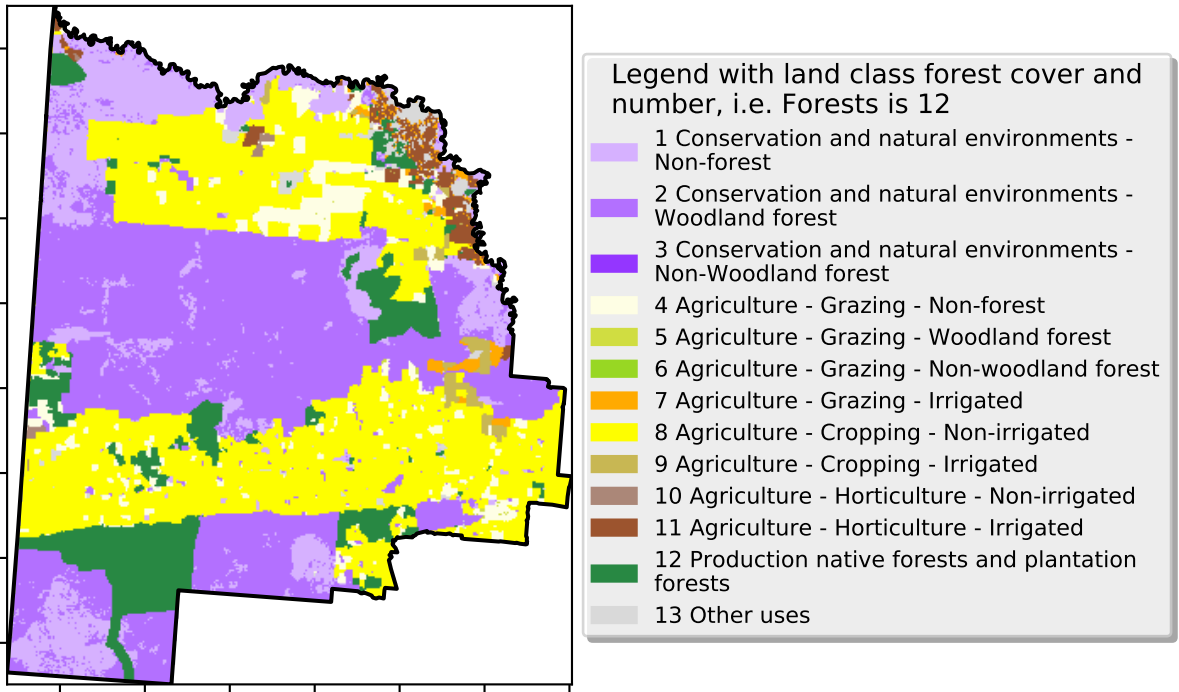 Legend with land class forest cover and
number, i.e. Forests is 12
1 Conservation and natural environments -
Non-forest
2 Conservation and natural environments -
Woodland forest
3 Conservation and natural environments -
Non-Woodland forest
4 Agriculture - Grazing - Non-forest
5 Agriculture - Grazing - Woodland forest
6 Agriculture - Grazing - Non-woodland forest
7 Agriculture - Grazing - Irrigated
8 Agriculture - Cropping - Non-irrigated
9 Agriculture - Cropping - Irrigated
10 Agriculture - Horticulture - Non-irrigated
11 Agriculture - Horticulture - Irrigated
12 Production native forests and plantation
forests
13 Other uses